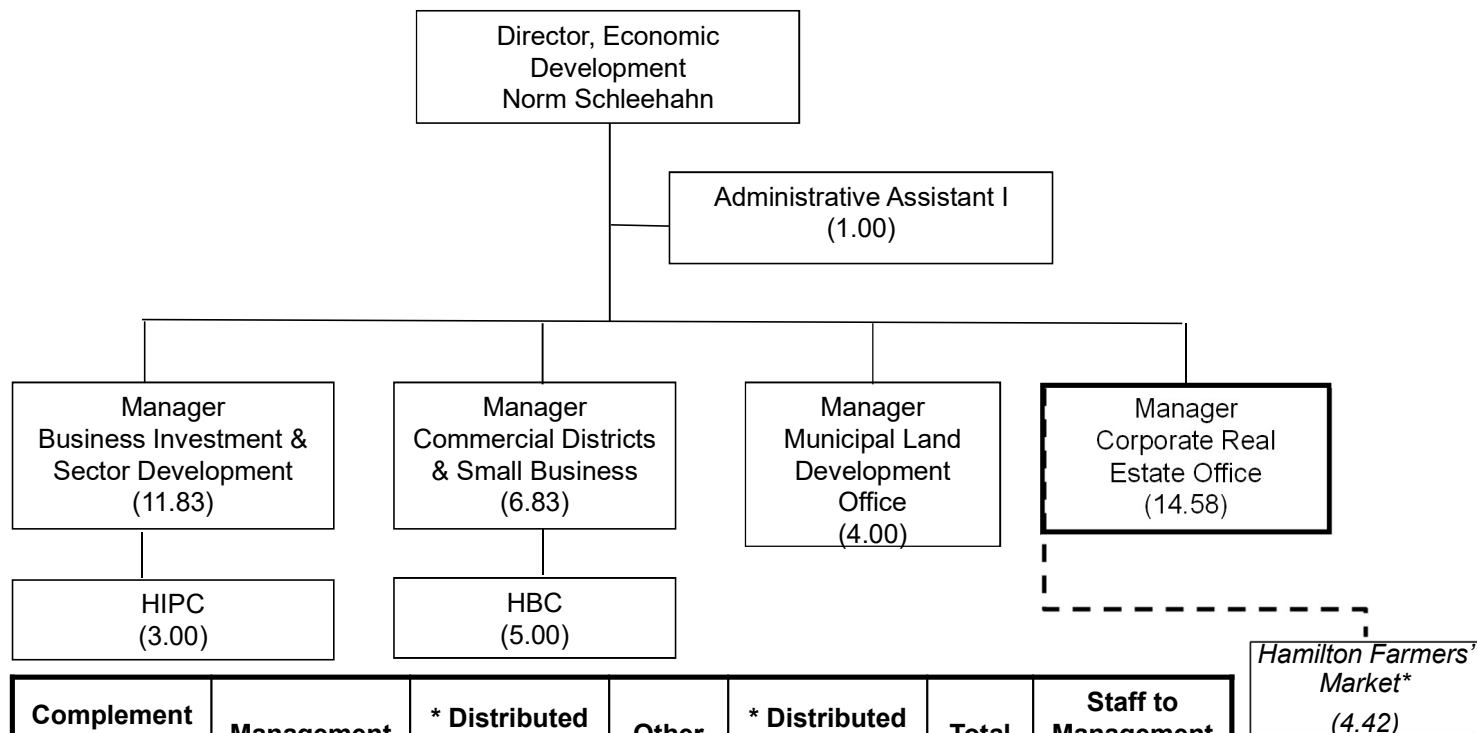 Director, Economic
Development
Norm Schleehahn
Administrative Assistant I
(1.00)
Manager
Business Investment &
Sector Development
(11.83)
Manager
Commercial Districts
& Small Business
(6.83)
Manager
Municipal Land
Development
Office
(4.00)
Manager
Corporate Real
Estate Office
(14.58)
HIPC
(3.00)
HBC
(5.00)
Hamilton Farmers'
Market*
(4.42)
Complement
Management
* Distributed
Other
* Distributed
Total
Staff to
Management